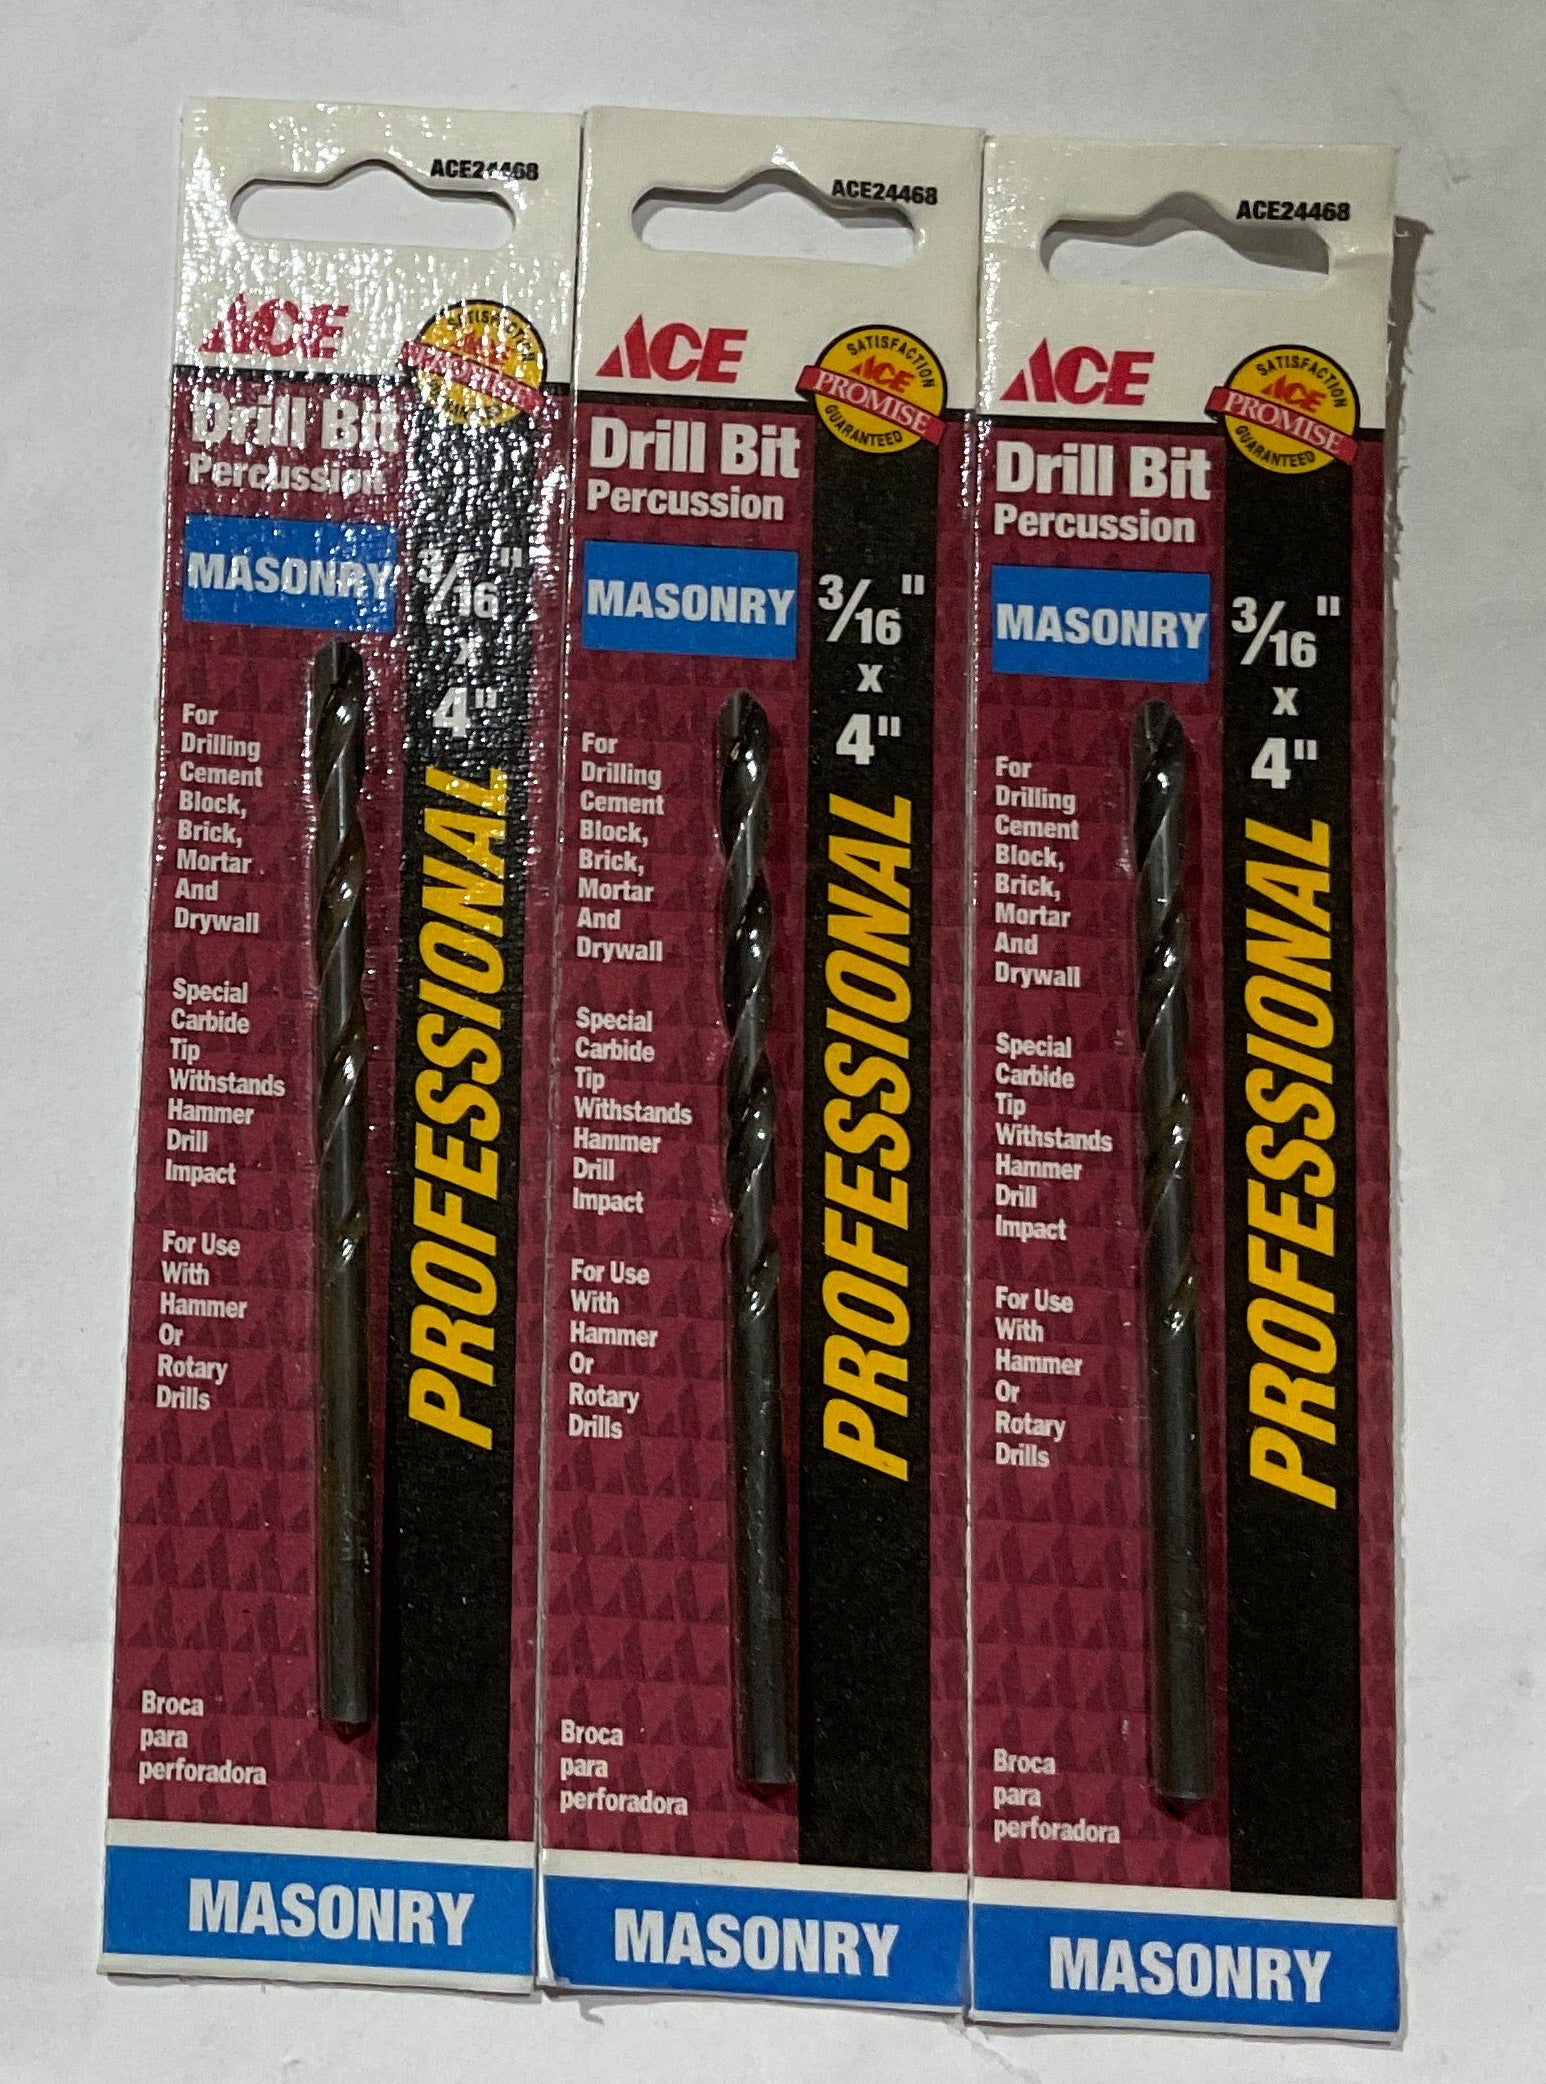 ACE24468
ACE
SATISFACTION
ACE
PROMISE
GUARANTEED
Drill Bit
Percussion
MASONRY
3/16"
x
4"
PROFESSIONAL
For
Drilling
Cement
Block,
Brick,
Mortar
And
Drywall
Special
Carbide
Tip
Withstands
Hammer
Drill
Impact
For Use
With
Hammer
Or
Rotary
Drills
Broca
para
perforadora
MASONRY
ACE24468
ACE
SATISFACTION
ACE
PROMISE
GUARANTEED
Drill Bit
Percussion
MASONRY
3/16"
x
4"
PROFESSIONAL
For
Drilling
Cement
Block,
Brick,
Mortar
And
Drywall
Special
Carbide
Tip
Withstands
Hammer
Drill
Impact
For Use
With
Hammer
Or
Rotary
Drills
Broca
para
perforadora
MASONRY
ACE24468
ACE
SATISFACTION
ACE
PROMISE
GUARANTEED
Drill Bit
Percussion
MASONRY
3/16"
x
4"
PROFESSIONAL
For
Drilling
Cement
Block,
Brick,
Mortar
And
Drywall
Special
Carbide
Tip
Withstands
Hammer
Drill
Impact
For Use
With
Hammer
Or
Rotary
Drills
Broca
para
perforadora
MASONRY